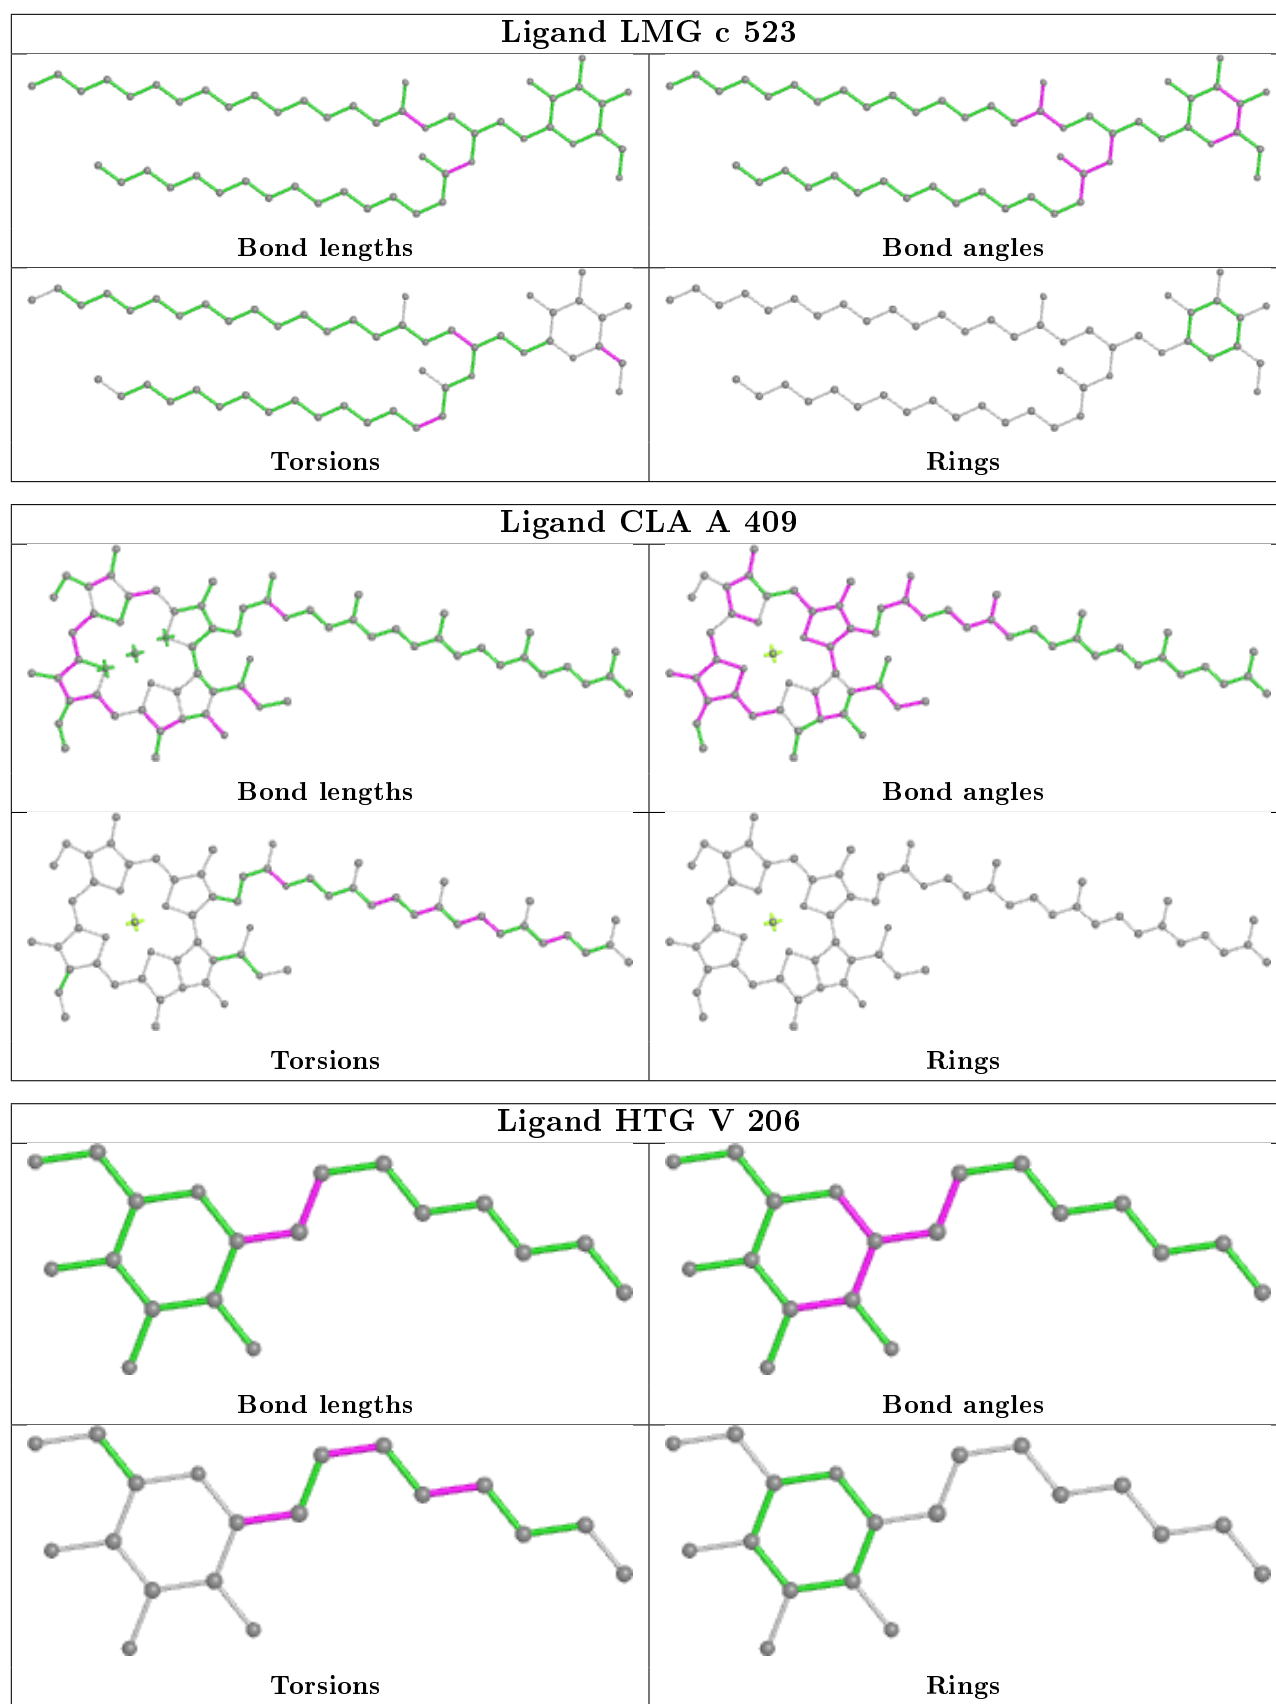 Ligand LMG c 523
Bond lengths
Bond angles
Torsions
Rings
Ligand CLA A 409
Bond lengths
Bond angles
Torsions
Rings
Ligand HTG V 206
Bond lengths
Bond angles
Torsions
Rings